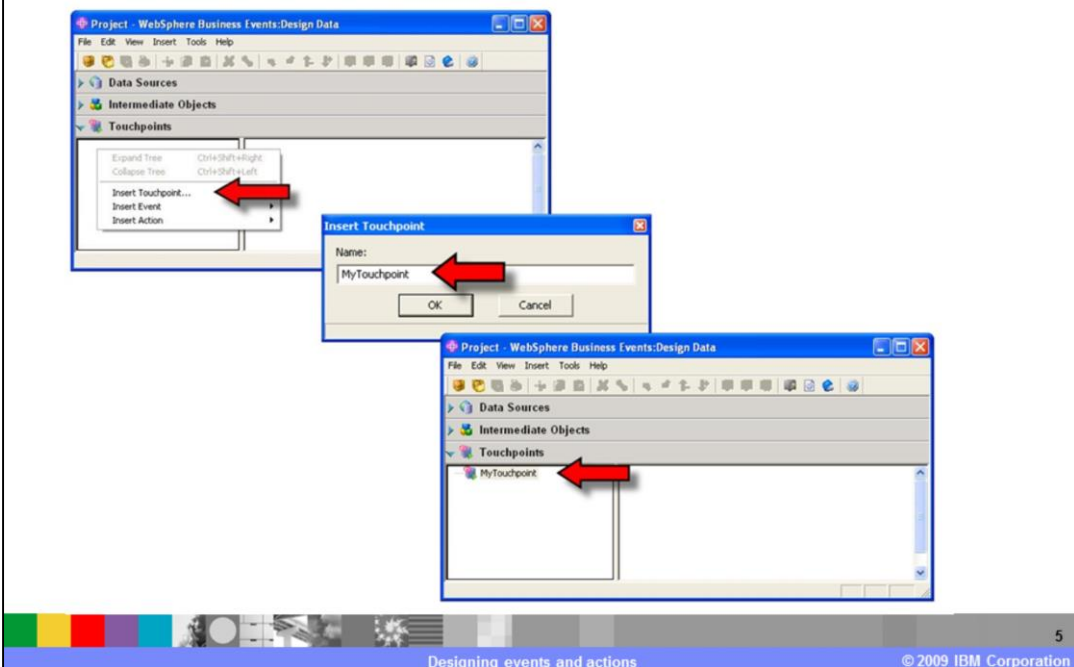 Project - WebSphere Business Events:Design Data
File Edit View Insert Tools Help
Data Sources
Intermediate Objects
Touchpoints
Expand Tree Ctrl+Shift+Right
Collapse Tree Ctrl+Shift+Left
Insert Touchpoint...
Insert Event
Insert Action
Insert Touchpoint
Name:
MyTouchpoint
OK Cancel
Project - WebSphere Business Events:Design Data
File Edit View Insert Tools Help
Data Sources
Intermediate Objects
Touchpoints
MyTouchpoint
5
Designing events and actions © 2009 IBM Corporation